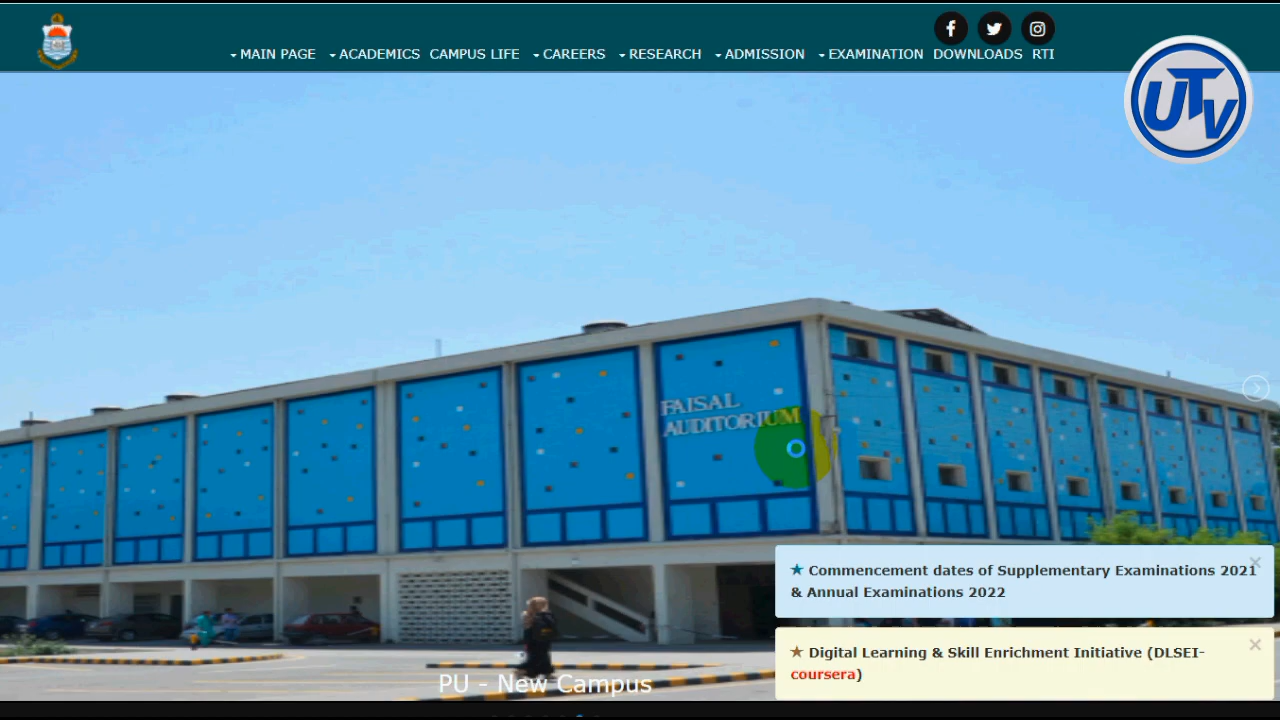 MAIN PAGE ACADEMICS CAMPUS LIFE CAREERS RESEARCH ADMISSION EXAMINATION DOWNLOADS RTI
UTV
FAISAL
AUDITORIUM
★ Commencement dates of Supplementary Examinations 2021
& Annual Examinations 2022
★ Digital Learning & Skill Enrichment Initiative (DLSEI-
coursera)
PU - New Campus